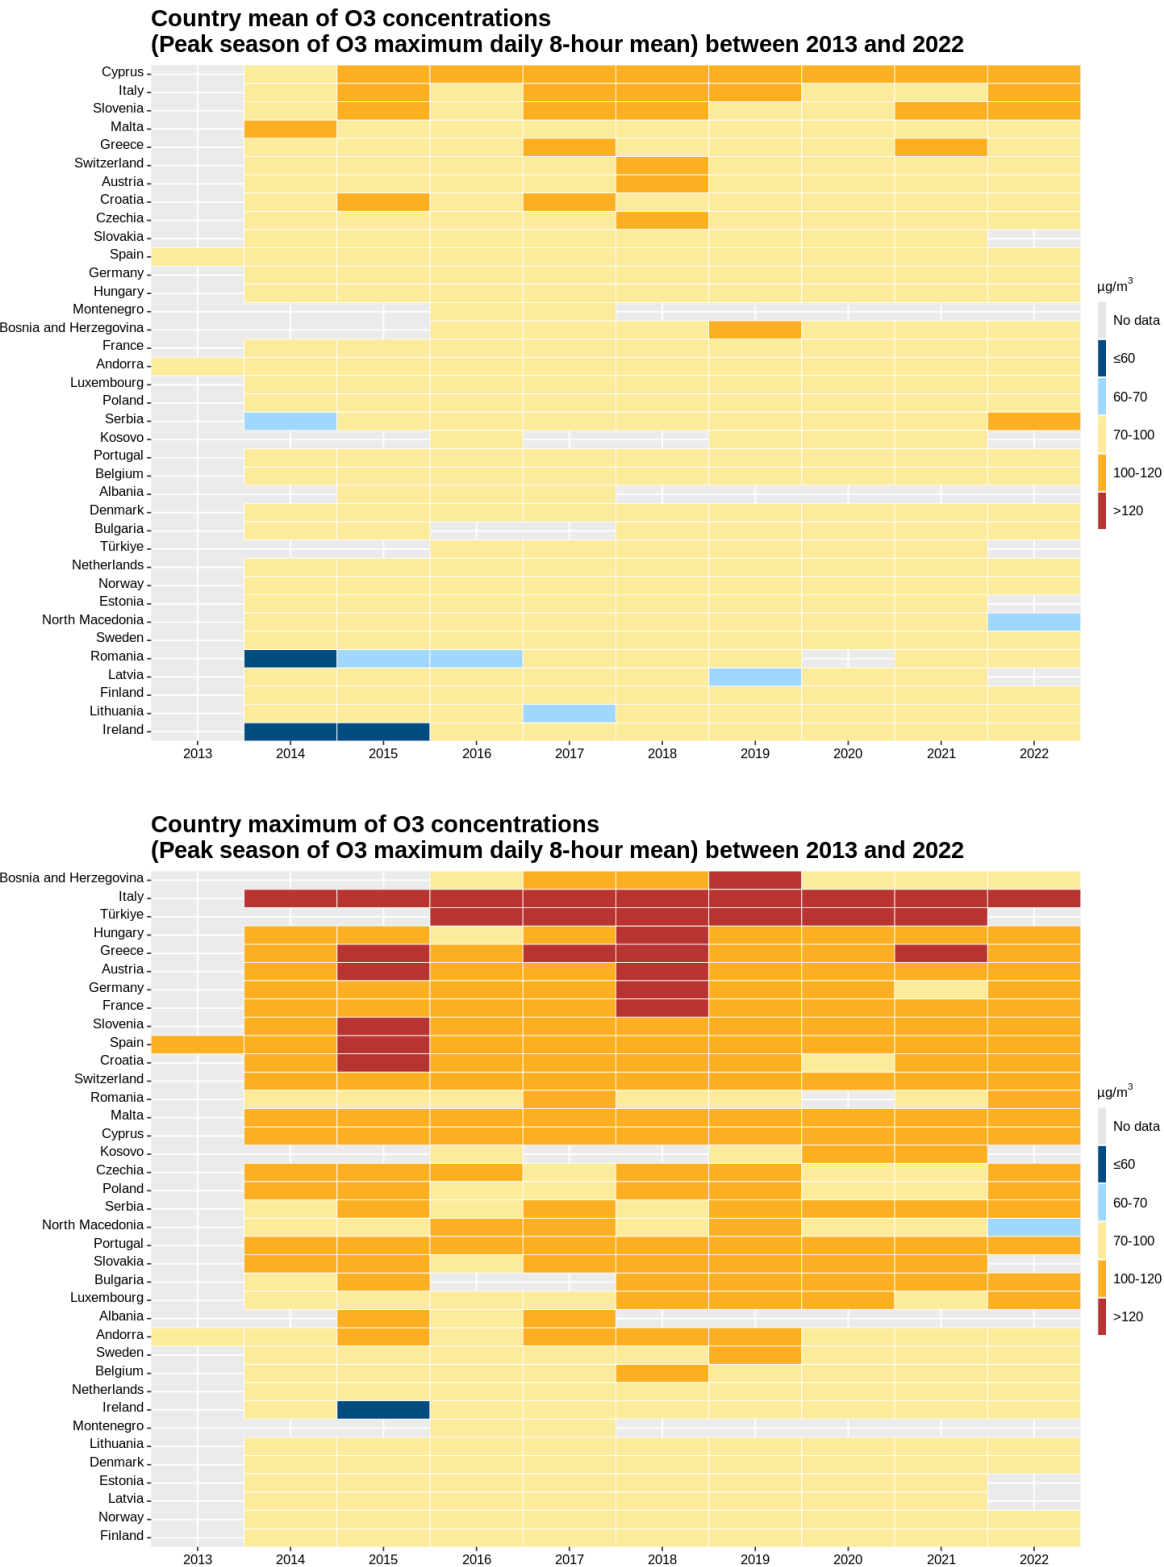 Country mean of O3 concentrations
(Peak season of O3 maximum daily 8-hour mean) between 2013 and 2022
Cyprus
Italy
Slovenia
Malta
Greece
Switzerland
Austria
Croatia
Czechia
Slovakia
Spain
Germany
Hungary
Montenegro
Bosnia and Herzegovina
France
Andorra
Luxembourg
Poland
Serbia
Kosovo
Portugal
Belgium
Albania
Denmark
Bulgaria
Türkiye
Netherlands
Norway
Estonia
North Macedonia
Sweden
Romania
Latvia
Finland
Lithuania
Ireland
2013 2014 2015 2016 2017 2018 2019 2020 2021 2022
µg/m³
No data
≤60
60-70
70-100
100-120
>120
Country maximum of O3 concentrations
(Peak season of O3 maximum daily 8-hour mean) between 2013 and 2022
Bosnia and Herzegovina
Italy
Türkiye
Hungary
Greece
Austria
Germany
France
Slovenia
Spain
Croatia
Switzerland
Romania
Malta
Cyprus
Kosovo
Czechia
Poland
Serbia
North Macedonia
Portugal
Slovakia
Bulgaria
Luxembourg
Albania
Andorra
Sweden
Belgium
Netherlands
Ireland
Montenegro
Lithuania
Denmark
Estonia
Latvia
Norway
Finland
2013 2014 2015 2016 2017 2018 2019 2020 2021 2022
µg/m³
No data
≤60
60-70
70-100
100-120
>120